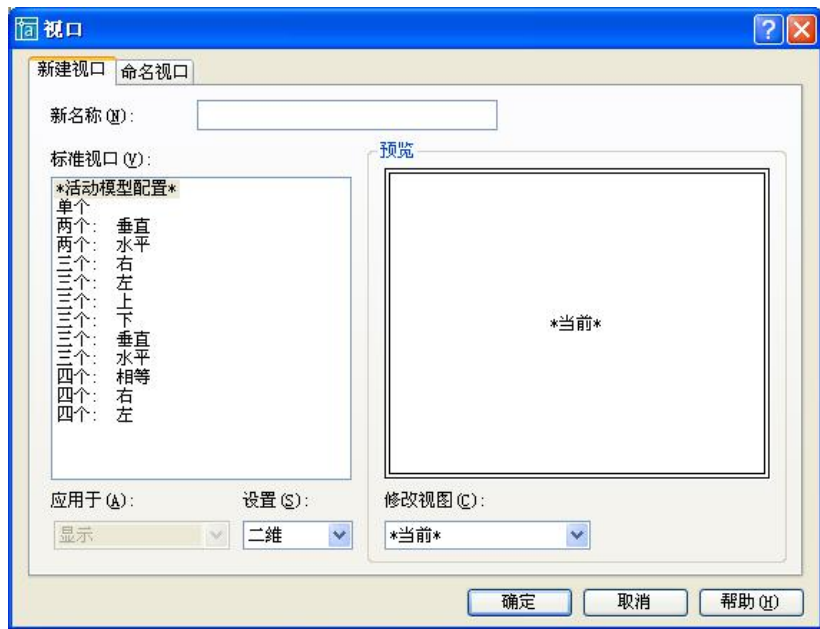 视口
新建视口 命名视口
新名称(N):
标准视口(V):
预览
*活动模型配置*
单个
两个: 垂直
两个: 水平
三个: 右
三个: 左
三个: 上
三个: 下
三个: 垂直
三个: 水平
四个: 相等
四个: 右
四个: 左
*当前*
应用于(A): 设置(S): 修改视图(C):
显示 二维 *当前*
确定 取消 帮助(H)